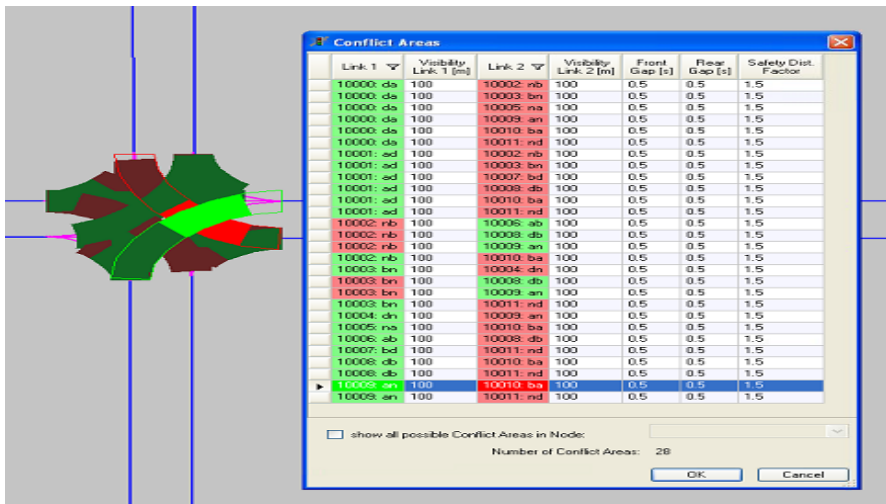 Conflict Areas
Link 1 Visibility Link 1 [m] Link 2 Visibility Link 2 [m] Front Gap [s] Rear Gap [s] Safety Dist. Factor
10000: da 100 10002: nb 100 0.5 0.5 1.5
10000: da 100 10003: bn 100 0.5 0.5 1.5
10000: da 100 10005: na 100 0.5 0.5 1.5
10000: da 100 10009: an 100 0.5 0.5 1.5
10000: da 100 10010: ba 100 0.5 0.5 1.5
10000: da 100 10011: nd 100 0.5 0.5 1.5
10001: ad 100 10002: nb 100 0.5 0.5 1.5
10001: ad 100 10003: bn 100 0.5 0.5 1.5
10001: ad 100 10007: bd 100 0.5 0.5 1.5
10001: ad 100 10008: db 100 0.5 0.5 1.5
10001: ad 100 10010: ba 100 0.5 0.5 1.5
10001: ad 100 10011: nd 100 0.5 0.5 1.5
10002: nb 100 10006: ab 100 0.5 0.5 1.5
10002: nb 100 10008: db 100 0.5 0.5 1.5
10002: nb 100 10009: an 100 0.5 0.5 1.5
10002: nb 100 10010: ba 100 0.5 0.5 1.5
10003: bn 100 10004: dn 100 0.5 0.5 1.5
10003: bn 100 10008: db 100 0.5 0.5 1.5
10003: bn 100 10009: an 100 0.5 0.5 1.5
10003: bn 100 10011: nd 100 0.5 0.5 1.5
10004: dn 100 10009: an 100 0.5 0.5 1.5
10005: na 100 10010: ba 100 0.5 0.5 1.5
10006: ab 100 10008: db 100 0.5 0.5 1.5
10007: bd 100 10011: nd 100 0.5 0.5 1.5
10008: db 100 10010: ba 100 0.5 0.5 1.5
10008: db 100 10011: nd 100 0.5 0.5 1.5
10009: an 100 10010: ba 100 0.5 0.5 1.5
10009: an 100 10011: nd 100 0.5 0.5 1.5
show all possible Conflict Areas in Node:
Number of Conflict Areas: 28
OK Cancel